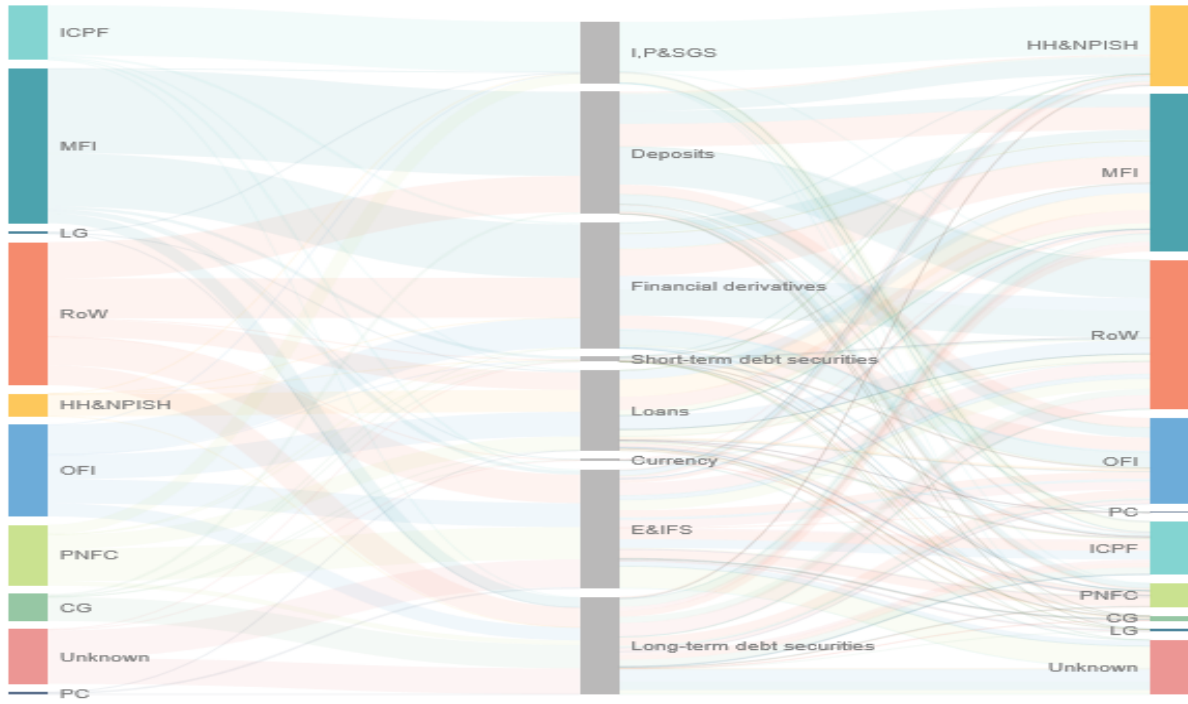 ICPF
MFI
LG
RoW
HH&NPISH
OFI
PNFC
CG
Unknown
PC
I,P&SGS
Deposits
Financial derivatives
Short-term debt securities
Loans
Currency
E&IFS
Long-term debt securities
HH&NPISH
MFI
RoW
OFI
PC
ICPF
PNFC
CG
LG
Unknown